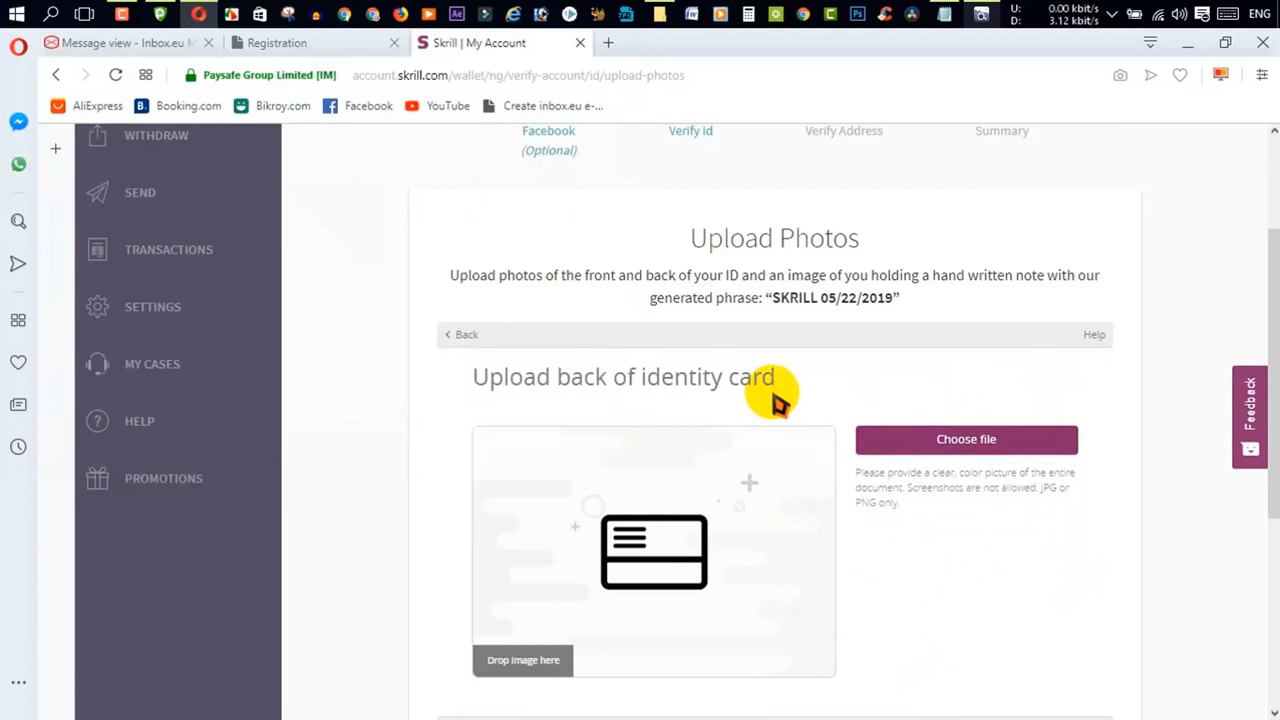 U: 0.00 kbit/s
D: 3.12 kbit/s
ENG
Message view - Inbox.eu M
Registration
Skrill | My Account
Paysafe Group Limited [IM]
account.skrill.com/wallet/ng/verify-account/id/upload-photos
AliExpress
Booking.com
Bikroy.com
Facebook
YouTube
Create inbox.eu e-...
WITHDRAW
SEND
TRANSACTIONS
SETTINGS
MY CASES
HELP
PROMOTIONS
Facebook
(Optional)
Verify Id
Verify Address
Summary
Upload Photos
Upload photos of the front and back of your ID and an image of you holding a hand written note with our
generated phrase: “SKRILL 05/22/2019”
Back
Help
Upload back of identity card
Choose file
Please provide a clear, color picture of the entire
document. Screenshots are not allowed. JPG or
PNG only.
Drop image here
Feedback